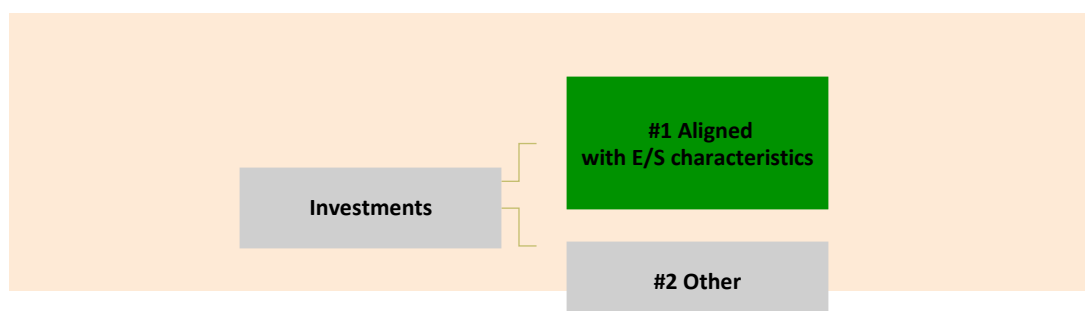 #1 Aligned
with E/S characteristics
Investments
#2 Other